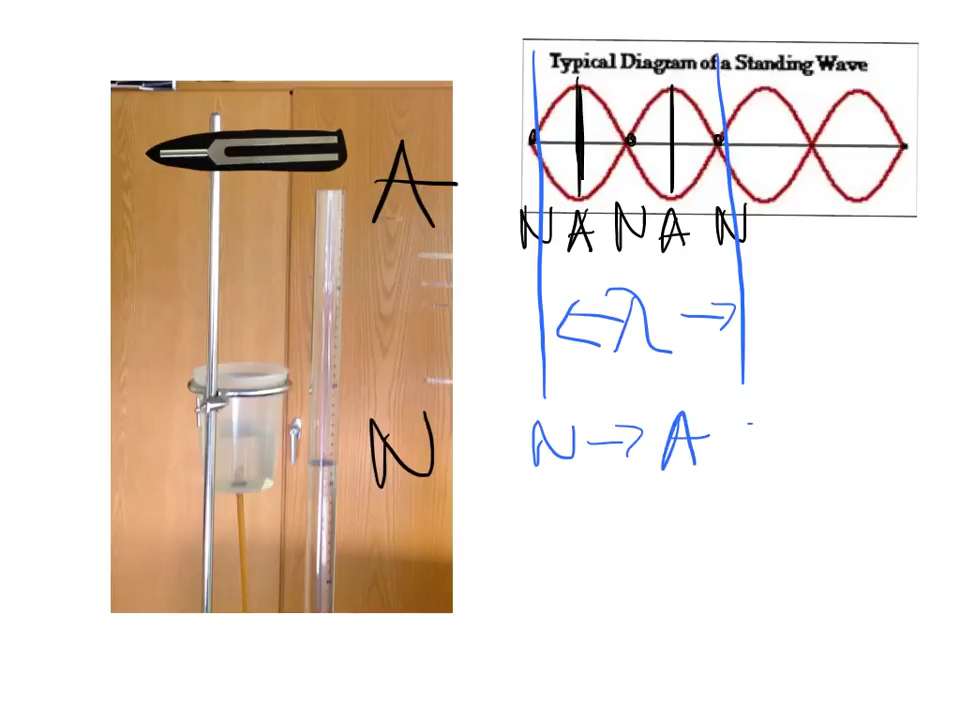 Typical Diagram of a Standing Wave
A
N A N A N
← λ →
N
N → A